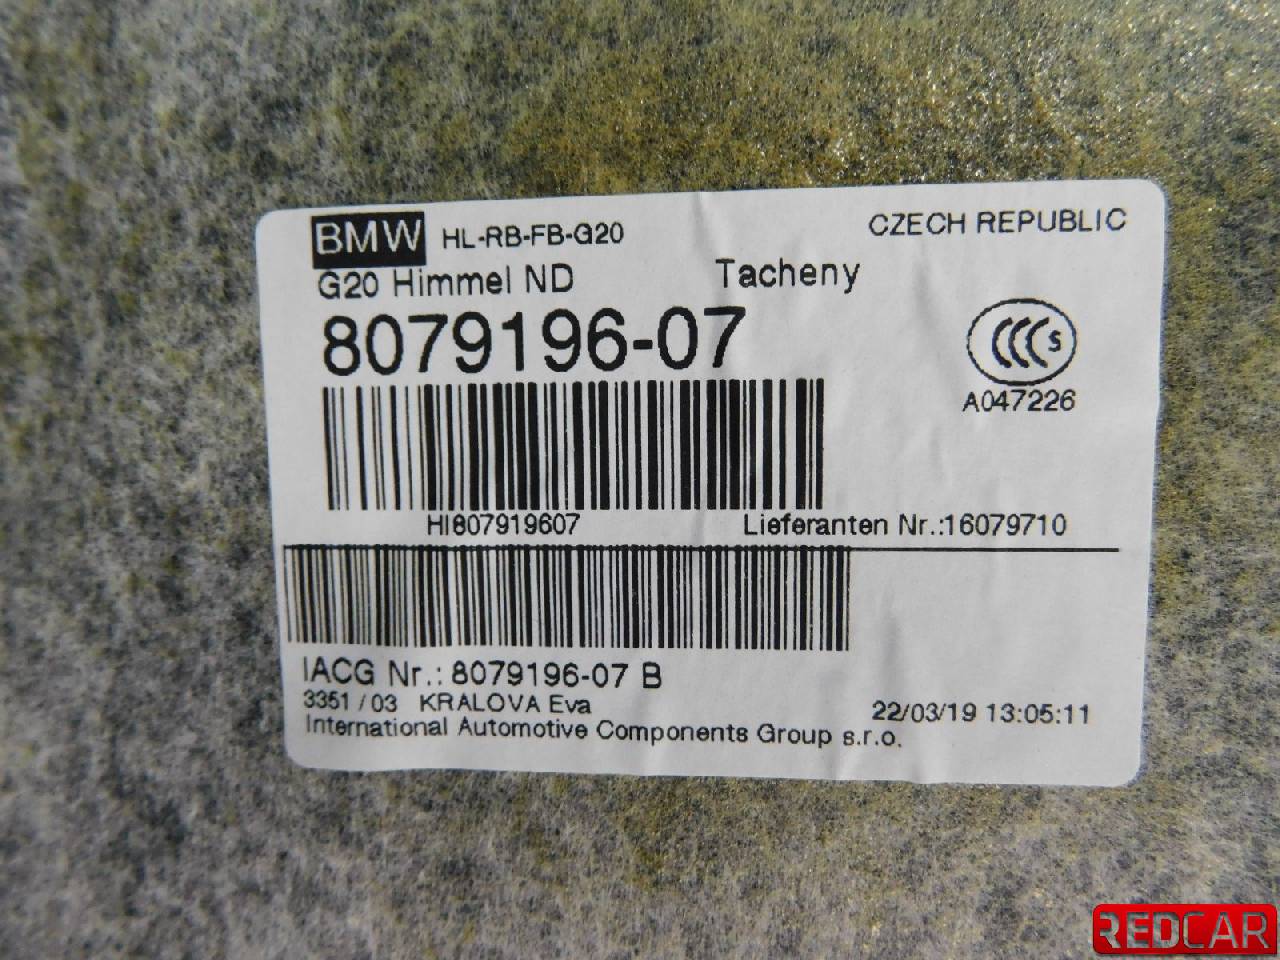 BMW HL-RB-FB-G20 CZECH REPUBLIC
G20 Himmel ND Tacheny
8079196-07
CCC S
A047226
HI807919607 Lieferanten Nr.:16079710
IACG Nr.: 8079196-07 B
3351 / 03 KRALOVA Eva 22/03/19 13:05:11
International Automotive Components Group s.r.o.
REDCAR